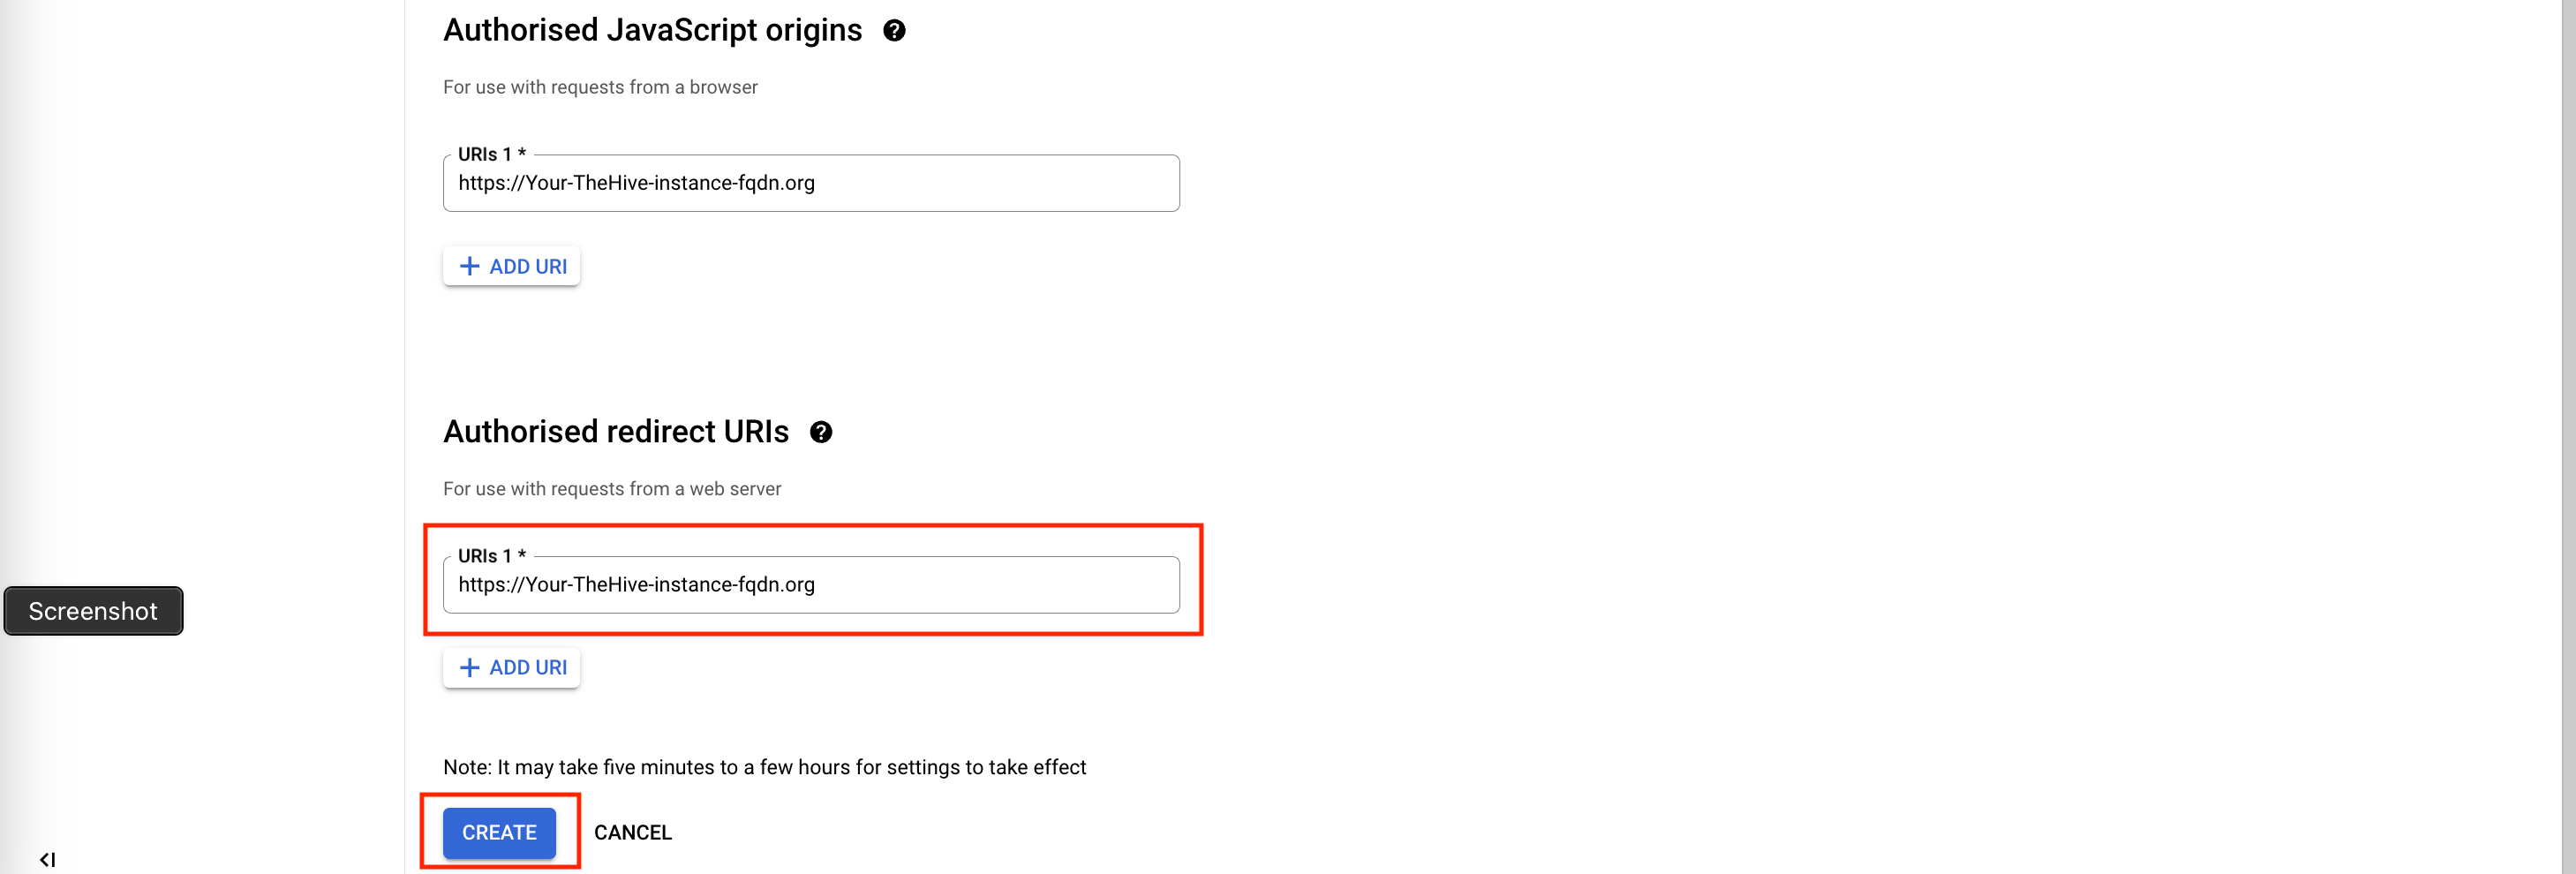 Authorised JavaScript origins
For use with requests from a browser
URIs 1 *
https://Your-TheHive-instance-fqdn.org
ADD URI
Authorised redirect URIs
For use with requests from a web server
URIs 1 *
https://Your-TheHive-instance-fqdn.org
Screenshot
ADD URI
Note: It may take five minutes to a few hours for settings to take effect
CREATE CANCEL